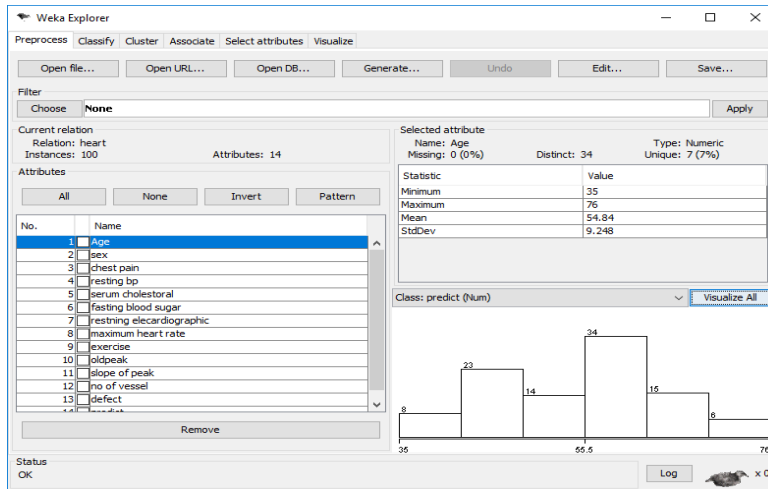 Weka Explorer
Preprocess Classify Cluster Associate Select attributes Visualize
Open file... Open URL... Open DB... Generate... Undo Edit... Save...
Filter
Choose None Apply
Current relation
Relation: heart
Instances: 100 Attributes: 14
Selected attribute
Name: Age Type: Numeric
Missing: 0 (0%) Distinct: 34 Unique: 7 (7%)
Statistic Value
Minimum 35
Maximum 76
Mean 54.84
StdDev 9.248
Attributes
All None Invert Pattern
No. Name
1 Age
2 sex
3 chest pain
4 resting bp
5 serum cholestoral
6 fasting blood sugar
7 restning elecardiographic
8 maximum heart rate
9 exercise
10 oldpeak
11 slope of peak
12 no of vessel
13 defect
14 predict
Remove
Class: predict (Num) Visualize All
8 23 14 34 15 6
35 55.5 76
Status
OK
Log x 0